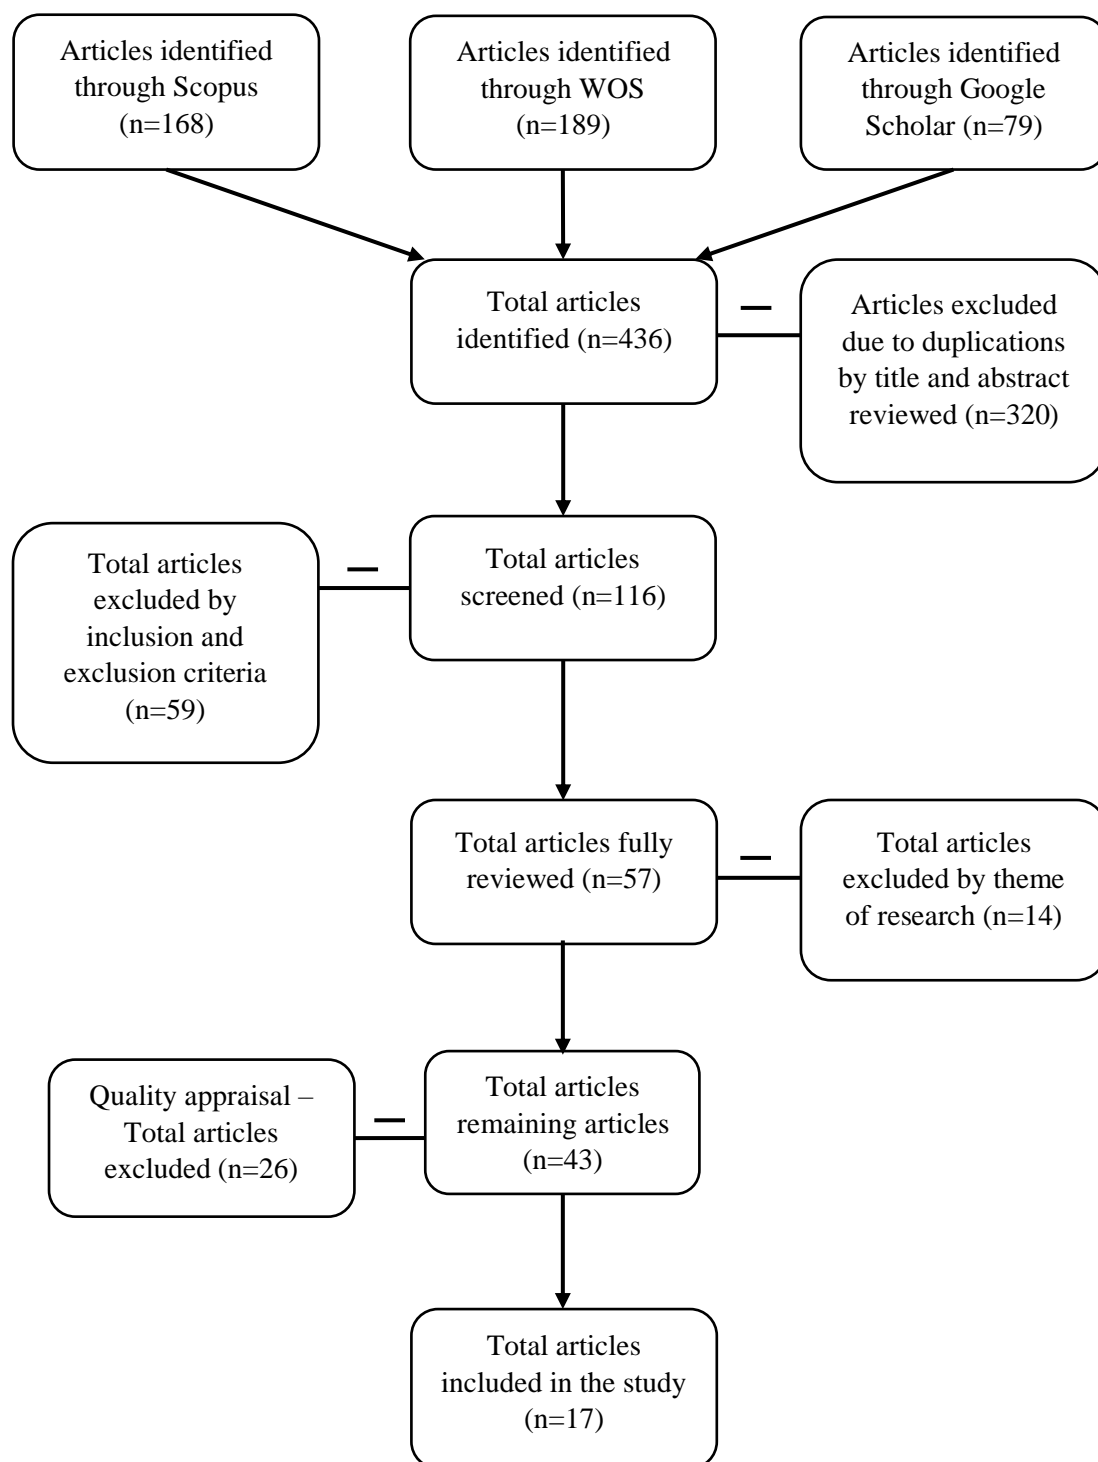 Articles identified
through Scopus
(n=168)
Articles identified
through WOS
(n=189)
Articles identified
through Google
Scholar (n=79)
Total articles
identified (n=436)
Articles excluded
due to duplications
by title and abstract
reviewed (n=320)
Total articles
excluded by
inclusion and
exclusion criteria
(n=59)
Total articles
screened (n=116)
Total articles fully
reviewed (n=57)
Total articles
excluded by theme
of research (n=14)
Quality appraisal –
Total articles
excluded (n=26)
Total articles
remaining articles
(n=43)
Total articles
included in the study
(n=17)